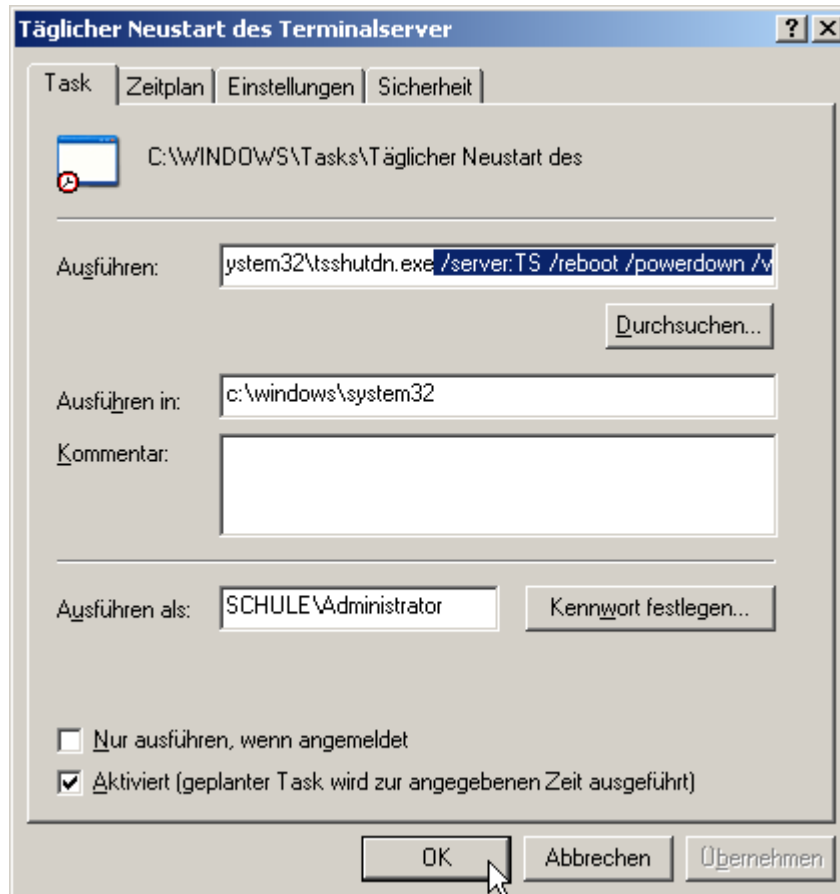 Täglicher Neustart des Terminalserver
Task Zeitplan Einstellungen Sicherheit
C:\WINDOWS\Tasks\Täglicher Neustart des
Ausführen: ystem32\tsshutdn.exe /server:TS /reboot /powerdown /v
Durchsuchen...
Ausführen in: c:\windows\system32
Kommentar:
Ausführen als: SCHULE\Administrator Kennwort festlegen...
Nur ausführen, wenn angemeldet
Aktiviert (geplanter Task wird zur angegebenen Zeit ausgeführt)
OK Abbrechen Übernehmen